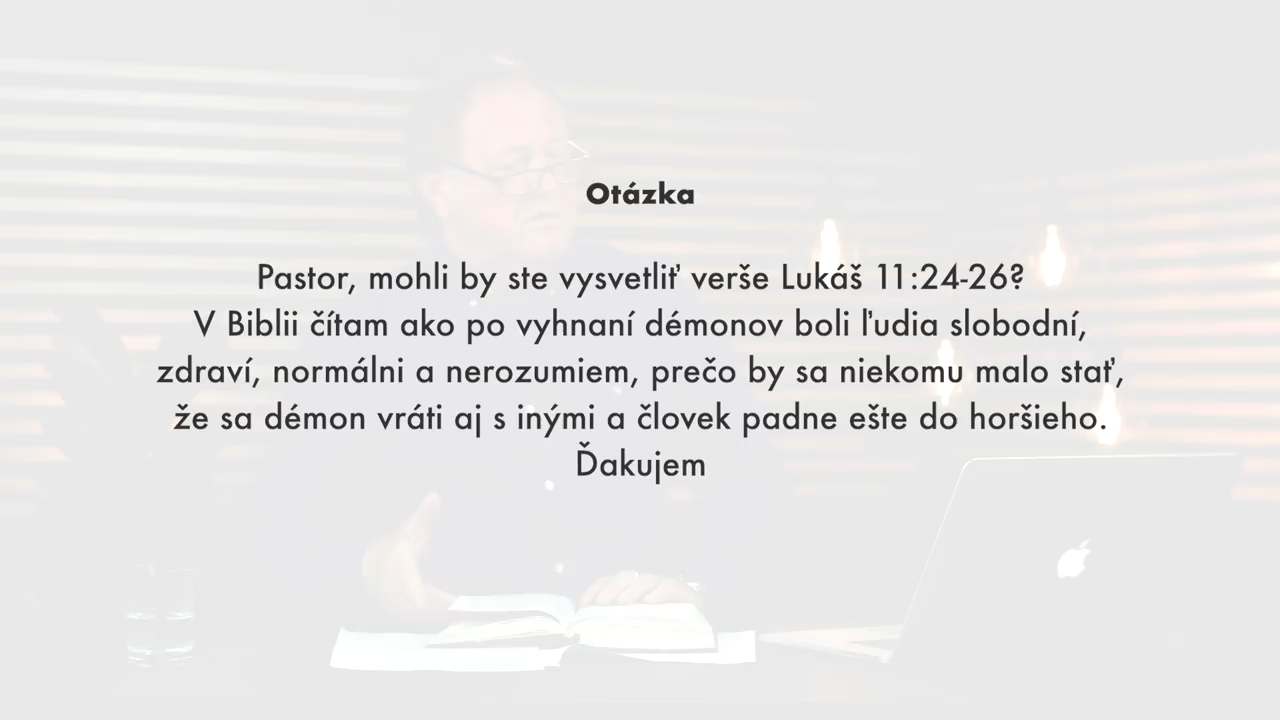 Otázka
Pastor, mohli by ste vysvetliť verše Lukáš 11:24-26?
V Biblii čítam ako po vyhnaní démonov boli ľudia slobodní,
zdraví, normálni a nerozumiem, prečo by sa niekomu malo stať,
že sa démon vráti aj s inými a človek padne ešte do horšieho.
Ďakujem